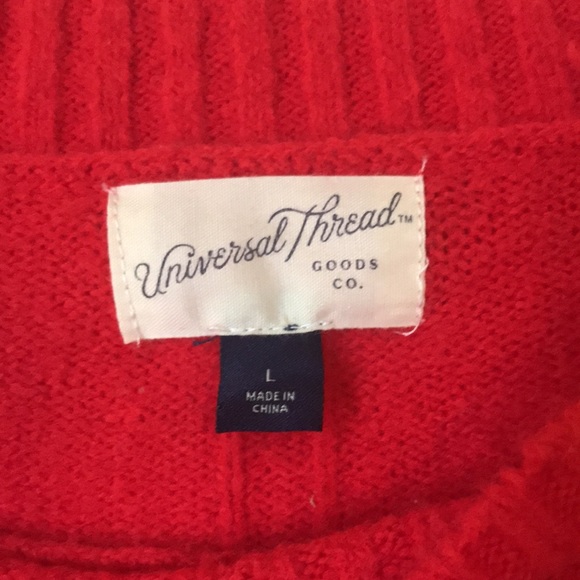 Universal Thread™
GOODS
CO.
L
MADE IN
CHINA